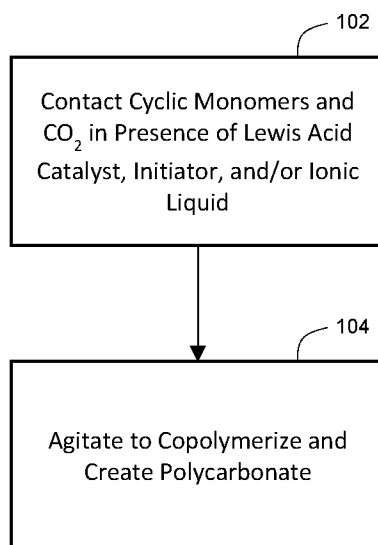 102
Contact Cyclic Monomers and
CO₂ in Presence of Lewis Acid
Catalyst, Initiator, and/or Ionic
Liquid
104
Agitate to Copolymerize and
Create Polycarbonate